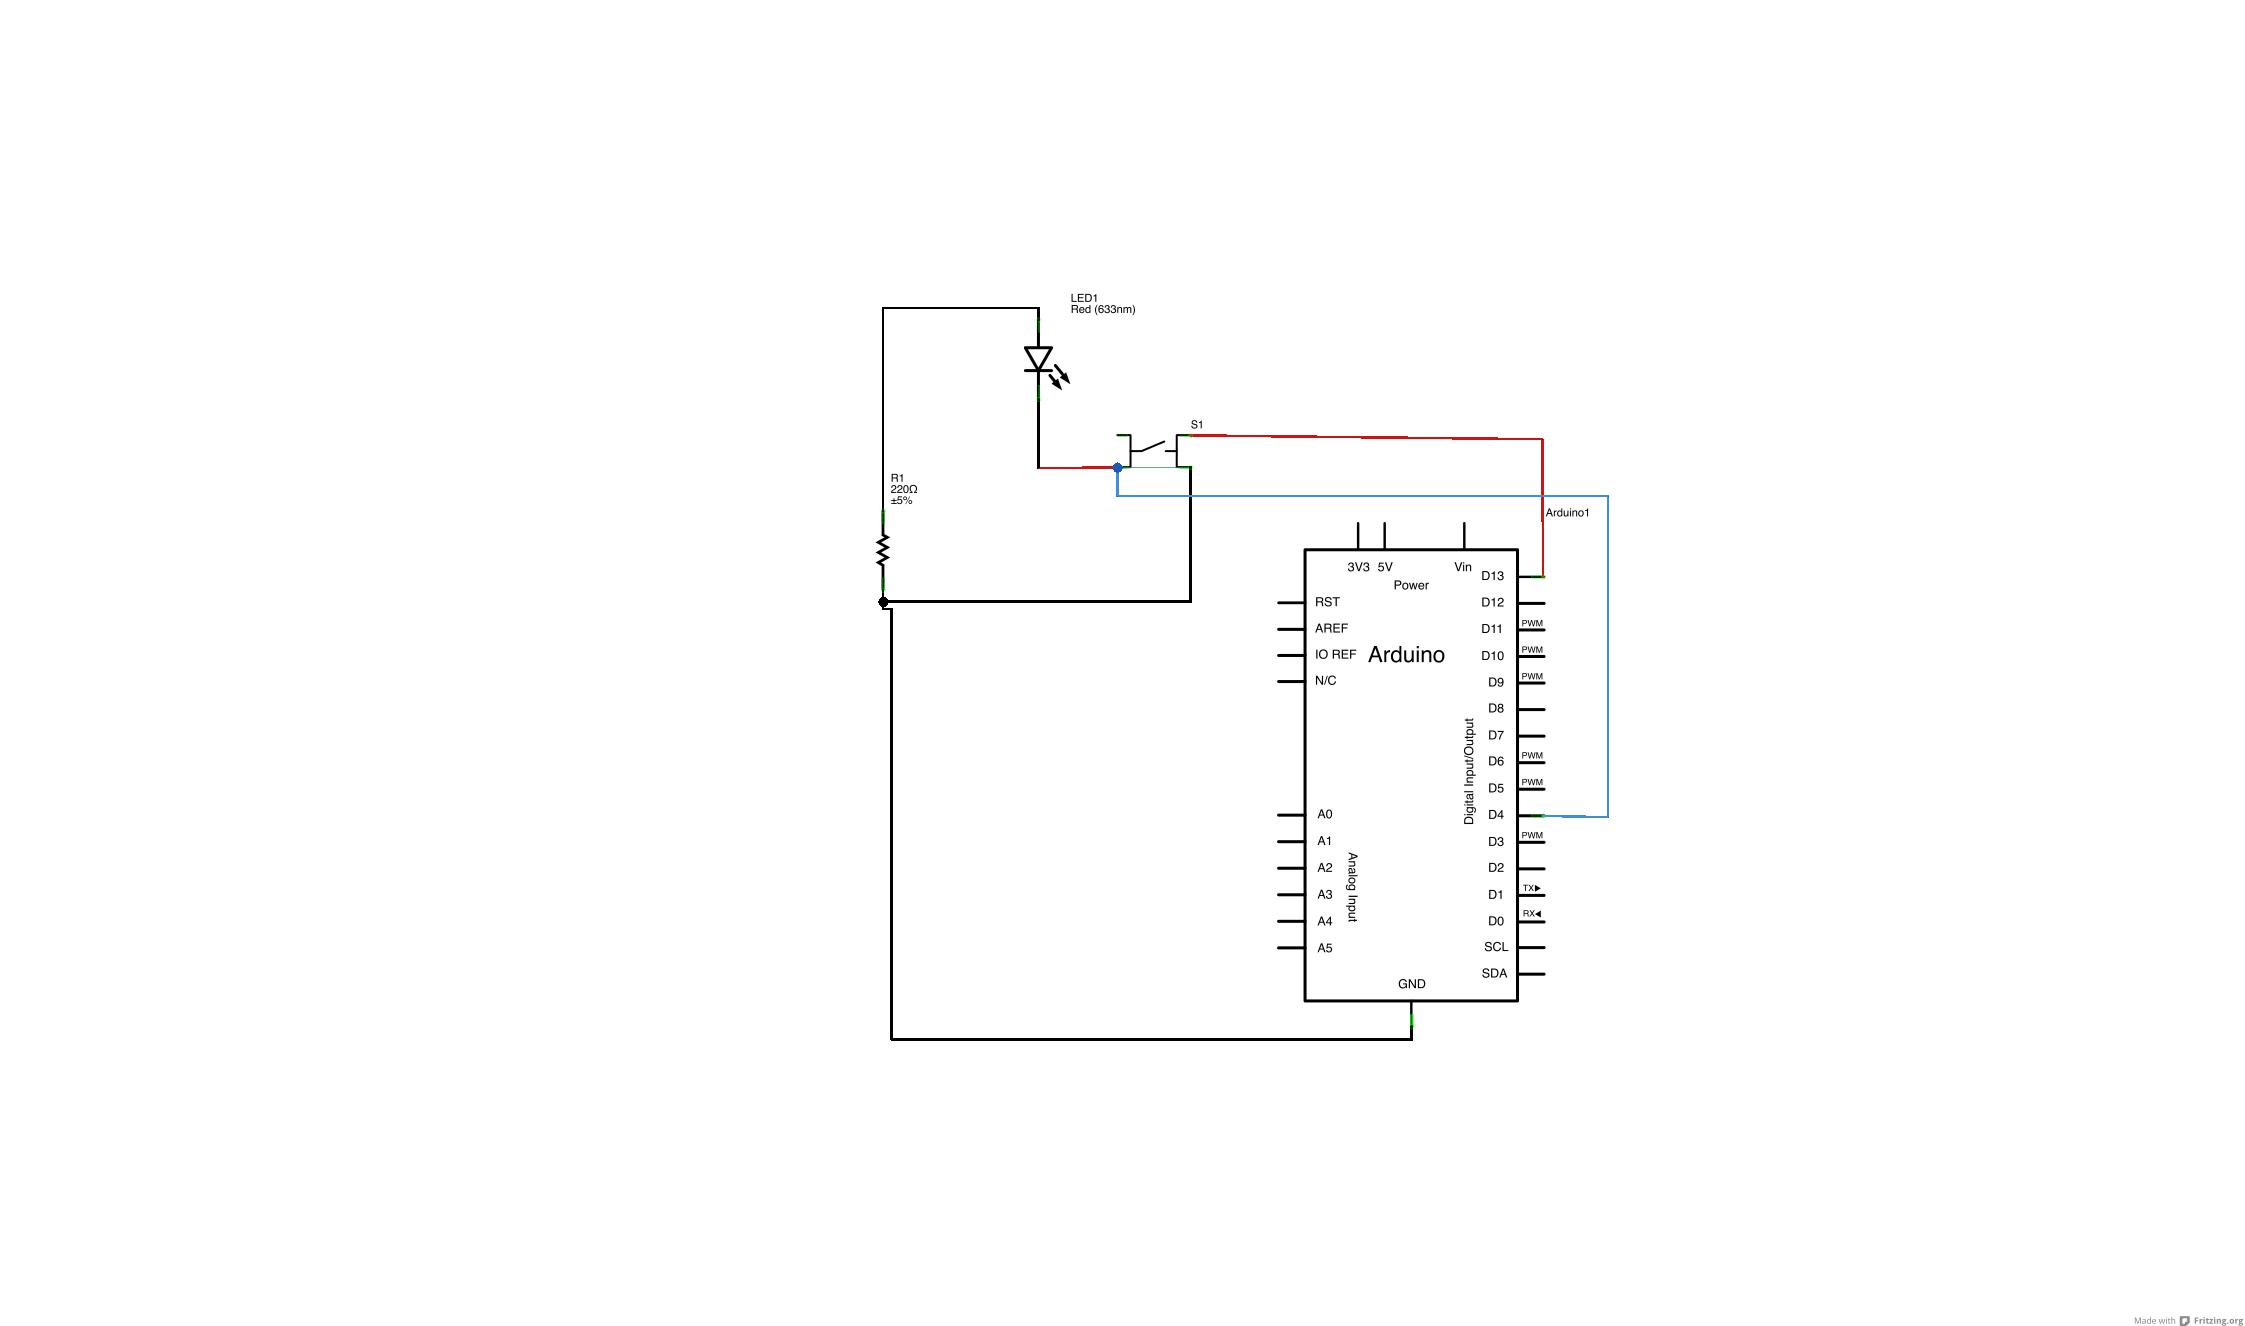 LED1
Red (633nm)
S1
R1
220Ω
±5%
Arduino1
3V3 5V Vin
Power
D13
RST
D12
AREF
D11 PWM
IO REF
Arduino
D10 PWM
N/C
D9 PWM
D8
D7
D6 PWM
D5 PWM
Digital Input/Output
A0
D4
A1
D3 PWM
A2
D2
Analog Input
A3
D1 TX▶
A4
D0 RX◀
A5
SCL
SDA
GND
Made with Fritzing.org